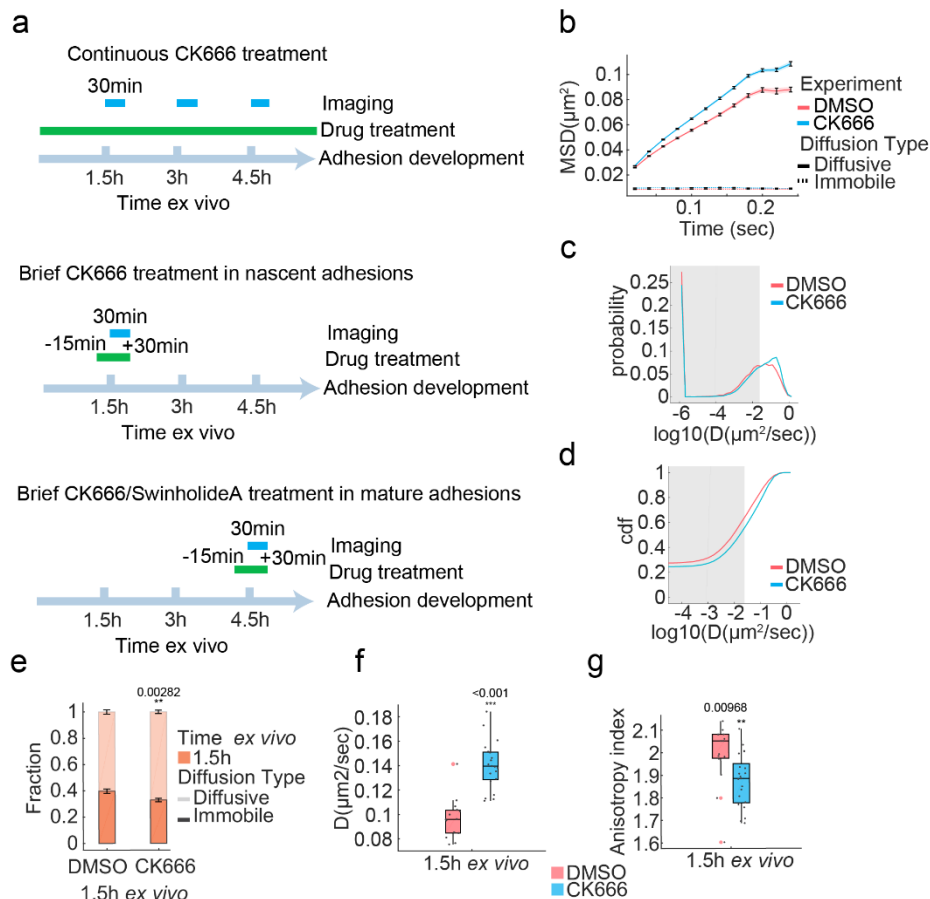 a
Continuous CK666 treatment
30min
Imaging
Drug treatment
Adhesion development
1.5h 3h 4.5h
Time ex vivo
Brief CK666 treatment in nascent adhesions
30min
Imaging
-15min +30min
Drug treatment
Adhesion development
1.5h 3h 4.5h
Time ex vivo
Brief CK666/SwinholideA treatment in mature adhesions
30min
Imaging
-15min +30min
Drug treatment
Adhesion development
1.5h 3h 4.5h
Time ex vivo
b
MSD(µm²)
0.1
0.08
0.06
0.04
0.02
0.1 0.2
Time (sec)
Experiment
DMSO
CK666
Diffusion Type
Diffusive
Immobile
c
probability
0.25
0.2
0.15
0.1
0.05
0
-6 -4 -2 0
log10(D(µm²/sec))
DMSO
CK666
d
cdf
1
0.8
0.6
0.4
0.2
0
-4 -3 -2 -1 0
log10(D(µm²/sec))
DMSO
CK666
e
0.00282
**
Fraction
1
0.8
0.6
0.4
0.2
0
DMSO CK666
1.5h ex vivo
Time ex vivo
1.5h
Diffusion Type
Diffusive
Immobile
f
<0.001
***
D(µm2/sec)
0.18
0.16
0.14
0.12
0.1
0.08
1.5h ex vivo
DMSO
CK666
g
0.00968
**
Anisotropy index
2.1
2
1.9
1.8
1.7
1.6
1.5h ex vivo